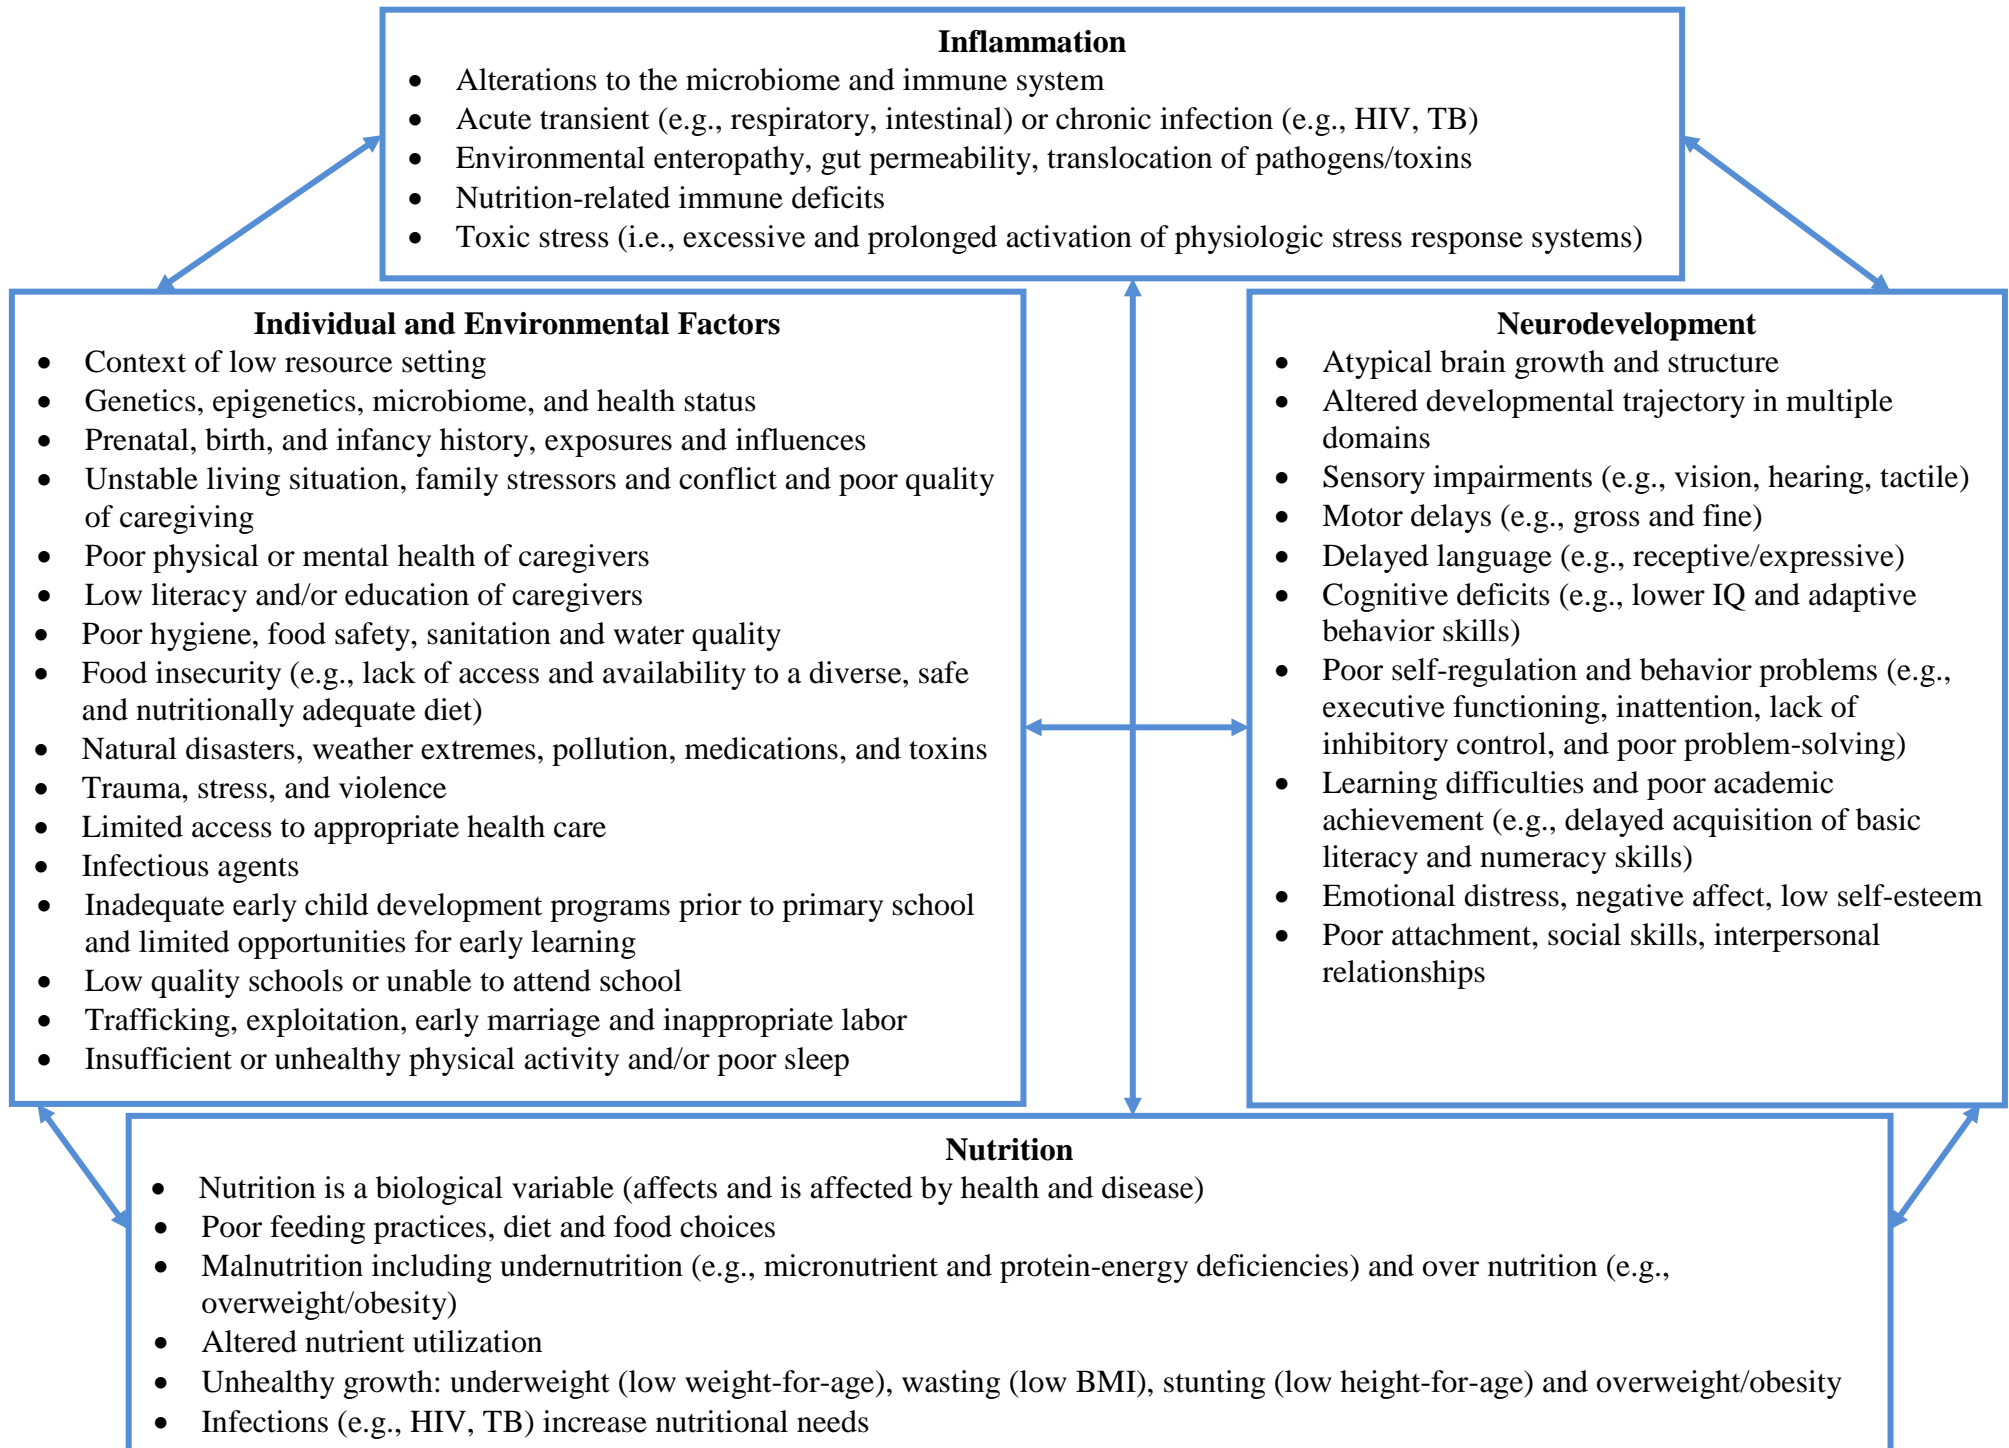 Inflammation
• Alterations to the microbiome and immune system
• Acute transient (e.g., respiratory, intestinal) or chronic infection (e.g., HIV, TB)
• Environmental enteropathy, gut permeability, translocation of pathogens/toxins
• Nutrition-related immune deficits
• Toxic stress (i.e., excessive and prolonged activation of physiologic stress response systems)
Individual and Environmental Factors
• Context of low resource setting
• Genetics, epigenetics, microbiome, and health status
• Prenatal, birth, and infancy history, exposures and influences
• Unstable living situation, family stressors and conflict and poor quality
of caregiving
• Poor physical or mental health of caregivers
• Low literacy and/or education of caregivers
• Poor hygiene, food safety, sanitation and water quality
• Food insecurity (e.g., lack of access and availability to a diverse, safe
and nutritionally adequate diet)
• Natural disasters, weather extremes, pollution, medications, and toxins
• Trauma, stress, and violence
• Limited access to appropriate health care
• Infectious agents
• Inadequate early child development programs prior to primary school
and limited opportunities for early learning
• Low quality schools or unable to attend school
• Trafficking, exploitation, early marriage and inappropriate labor
• Insufficient or unhealthy physical activity and/or poor sleep
Neurodevelopment
• Atypical brain growth and structure
• Altered developmental trajectory in multiple
domains
• Sensory impairments (e.g., vision, hearing, tactile)
• Motor delays (e.g., gross and fine)
• Delayed language (e.g., receptive/expressive)
• Cognitive deficits (e.g., lower IQ and adaptive
behavior skills)
• Poor self-regulation and behavior problems (e.g.,
executive functioning, inattention, lack of
inhibitory control, and poor problem-solving)
• Learning difficulties and poor academic
achievement (e.g., delayed acquisition of basic
literacy and numeracy skills)
• Emotional distress, negative affect, low self-esteem
• Poor attachment, social skills, interpersonal
relationships
Nutrition
• Nutrition is a biological variable (affects and is affected by health and disease)
• Poor feeding practices, diet and food choices
• Malnutrition including undernutrition (e.g., micronutrient and protein-energy deficiencies) and over nutrition (e.g.,
overweight/obesity)
• Altered nutrient utilization
• Unhealthy growth: underweight (low weight-for-age), wasting (low BMI), stunting (low height-for-age) and overweight/obesity
• Infections (e.g., HIV, TB) increase nutritional needs